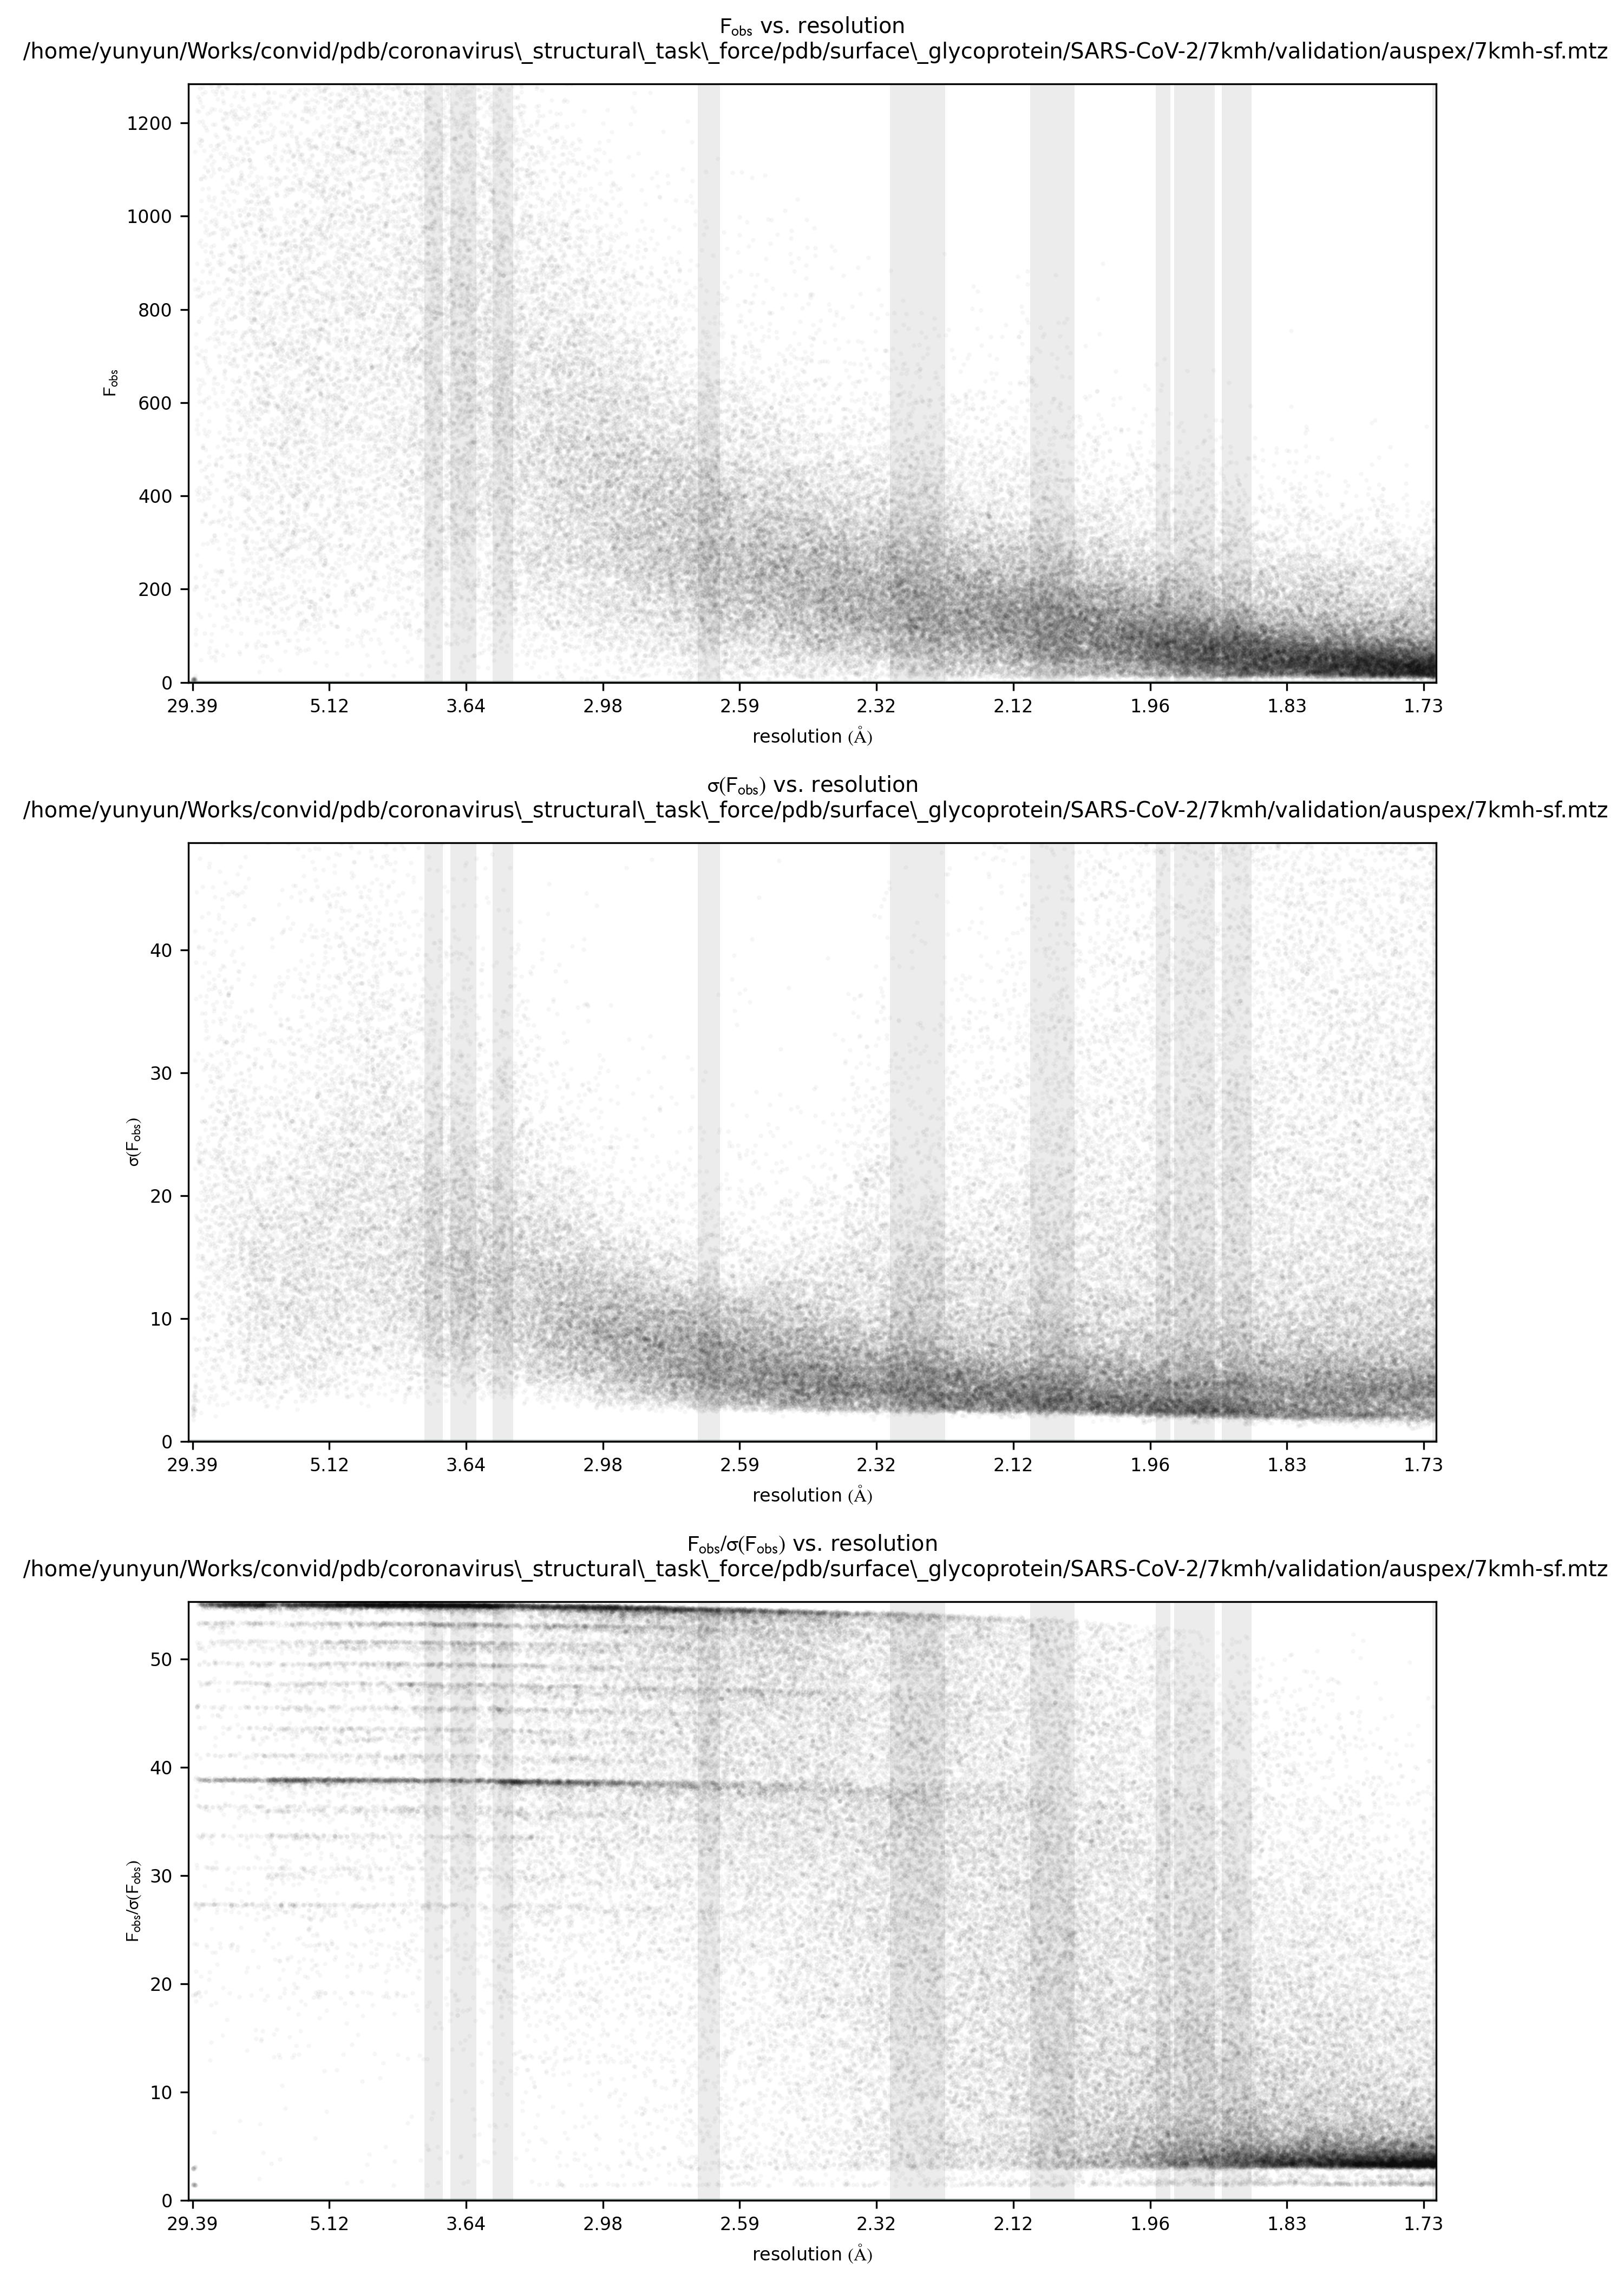 Fobs vs. resolution
/home/yunyun/Works/convid/pdb/coronavirus\_structural\_task\_force/pdb/surface\_glycoprotein/SARS-CoV-2/7kmh/validation/auspex/7kmh-sf.mtz
1200
1000
800
600
400
200
0
Fobs
29.39 5.12 3.64 2.98 2.59 2.32 2.12 1.96 1.83 1.73
resolution (Å)
σ(Fobs) vs. resolution
/home/yunyun/Works/convid/pdb/coronavirus\_structural\_task\_force/pdb/surface\_glycoprotein/SARS-CoV-2/7kmh/validation/auspex/7kmh-sf.mtz
40
30
20
10
0
σ(Fobs)
29.39 5.12 3.64 2.98 2.59 2.32 2.12 1.96 1.83 1.73
resolution (Å)
Fobs/σ(Fobs) vs. resolution
/home/yunyun/Works/convid/pdb/coronavirus\_structural\_task\_force/pdb/surface\_glycoprotein/SARS-CoV-2/7kmh/validation/auspex/7kmh-sf.mtz
50
40
30
20
10
0
Fobs/σ(Fobs)
29.39 5.12 3.64 2.98 2.59 2.32 2.12 1.96 1.83 1.73
resolution (Å)